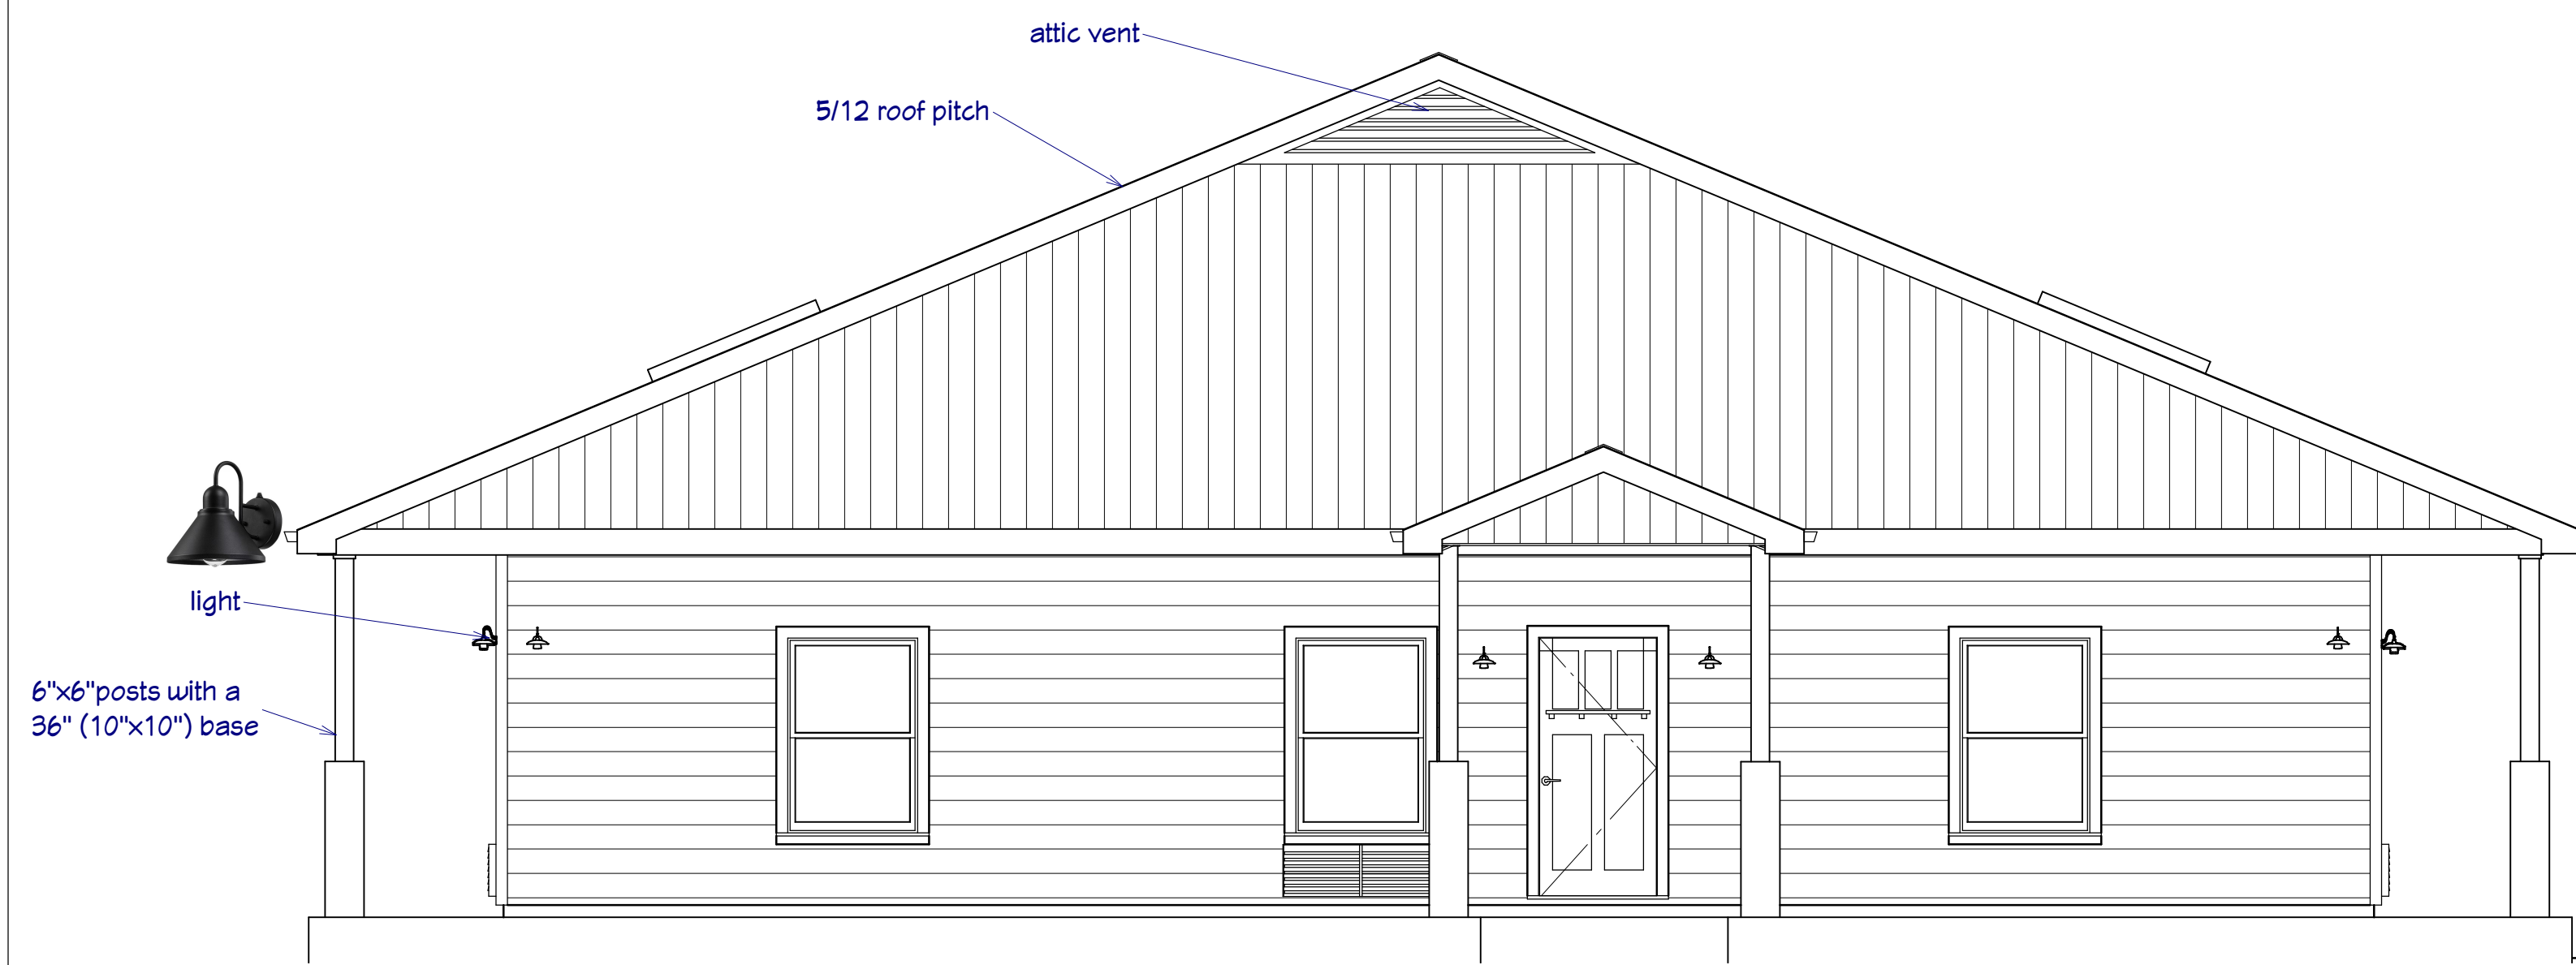 attic vent
5/12 roof pitch
light
6"x6"posts with a
36" (10"x10") base